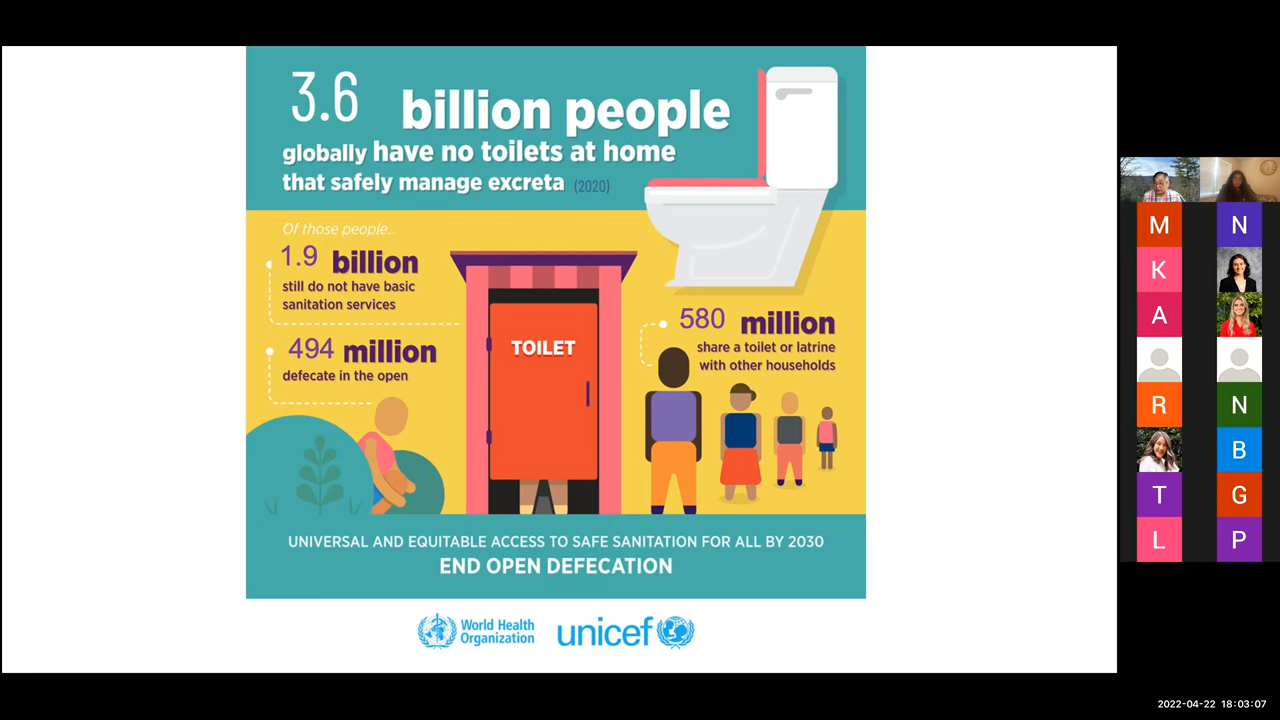 3.6 billion people
globally have no toilets at home
that safely manage excreta (2020)
Of those people...
1.9 billion
still do not have basic
sanitation services
494 million
defecate in the open
TOILET
580 million
share a toilet or latrine
with other households
UNIVERSAL AND EQUITABLE ACCESS TO SAFE SANITATION FOR ALL BY 2030
END OPEN DEFECATION
World Health
Organization
unicef
M N
K
A
R N
B
T G
L P
2022-04-22 18:03:07